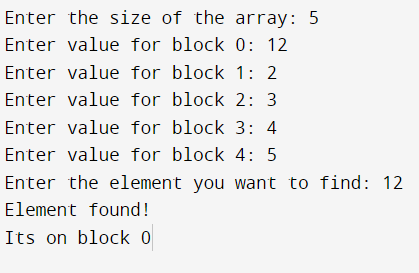 Enter the size of the array: 5
Enter value for block 0: 12
Enter value for block 1: 2
Enter value for block 2: 3
Enter value for block 3: 4
Enter value for block 4: 5
Enter the element you want to find: 12
Element found!
Its on block 0